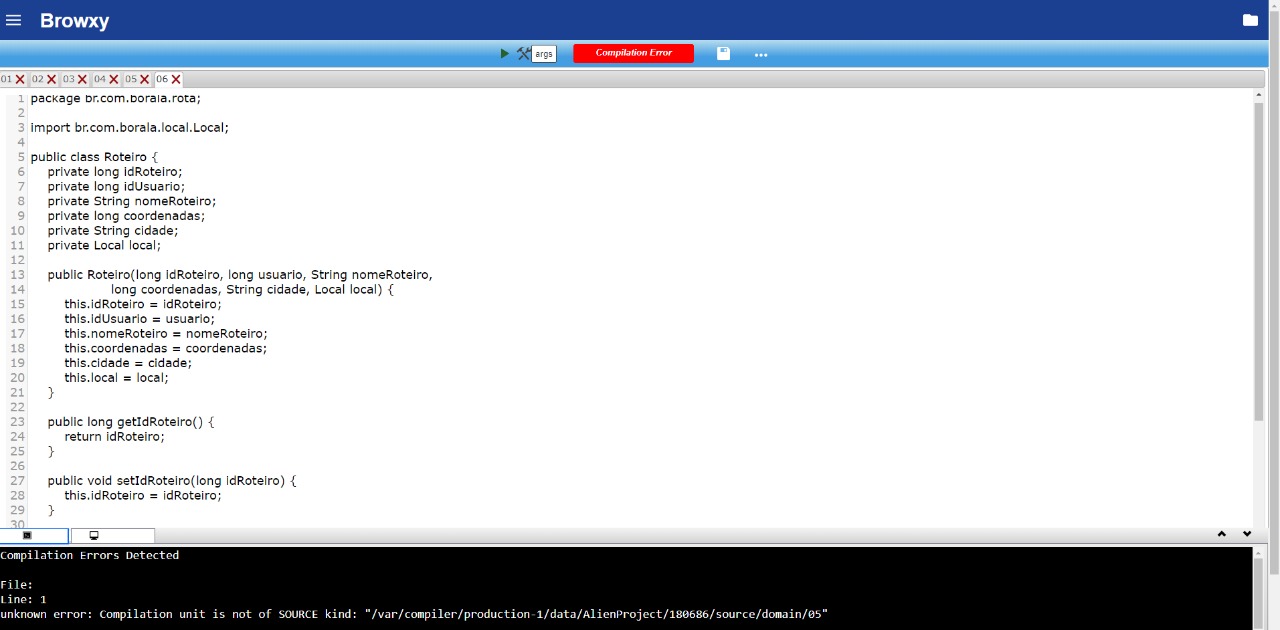 Browxy
args
Compilation Error
01 02 03 04 05 06
1 package br.com.borala.rota;
2
3 import br.com.borala.local.Local;
4
5 public class Roteiro {
6 private long idRoteiro;
7 private long idUsuario;
8 private String nomeRoteiro;
9 private long coordenadas;
10 private String cidade;
11 private Local local;
12
13 public Roteiro(long idRoteiro, long usuario, String nomeRoteiro,
14 long coordenadas, String cidade, Local local) {
15 this.idRoteiro = idRoteiro;
16 this.idUsuario = usuario;
17 this.nomeRoteiro = nomeRoteiro;
18 this.coordenadas = coordenadas;
19 this.cidade = cidade;
20 this.local = local;
21 }
22
23 public long getIdRoteiro() {
24 return idRoteiro;
25 }
26
27 public void setIdRoteiro(long idRoteiro) {
28 this.idRoteiro = idRoteiro;
29 }
30
Compilation Errors Detected
File:
Line: 1
unknown error: Compilation unit is not of SOURCE kind: "/var/compiler/production-1/data/AlienProject/180686/source/domain/05"